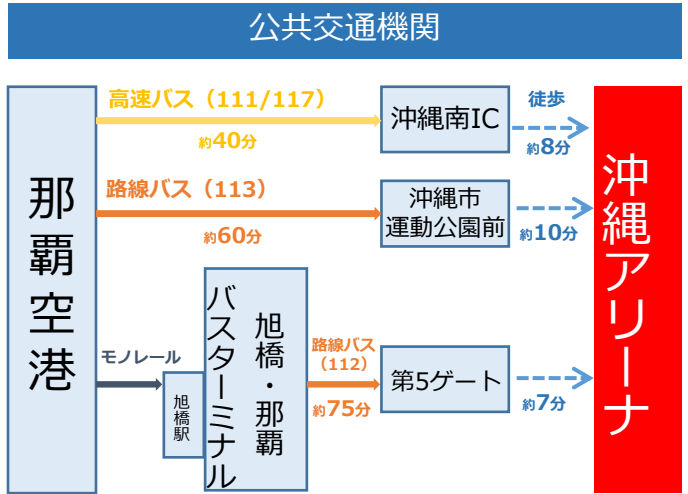 公共交通機関
那覇空港
高速バス（111/117）
約40分
沖縄南IC
徒歩
約8分
路線バス（113）
約60分
沖縄市
運動公園前
約10分
モノレール
旭橋駅
旭橋・那覇
バスターミナル
路線バス
（112）
約75分
第5ゲート
約7分
沖縄アリーナ